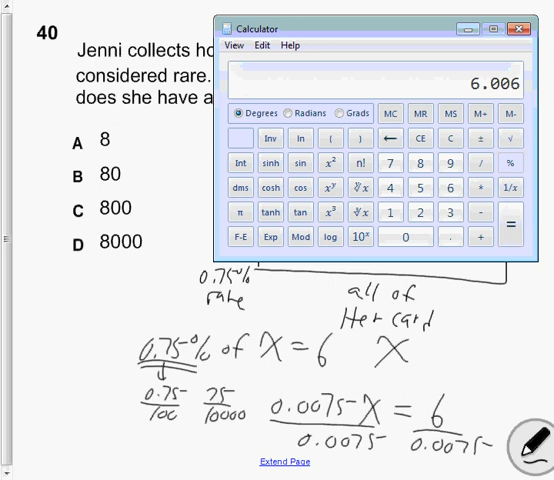 40
Jenni collects ho
considered rare.
does she have a
A 8
B 80
C 800
D 8000
Calculator
View Edit Help
6.006
Degrees Radians Grads MC MR MS M+ M-
Inv ln ( ) ← CE C ± √
Int sinh sin x² n! 7 8 9 / %
dms cosh cos xʸ ʸ√x 4 5 6 * 1/x
π tanh tan x³ ³√x 1 2 3 - =
F-E Exp Mod log 10ˣ 0 . +
0.75%
rare
all of
Her card
0.75% of X = 6 X
0.75/100 75/10000 0.0075X/0.0075 = 6/0.0075
Extend Page